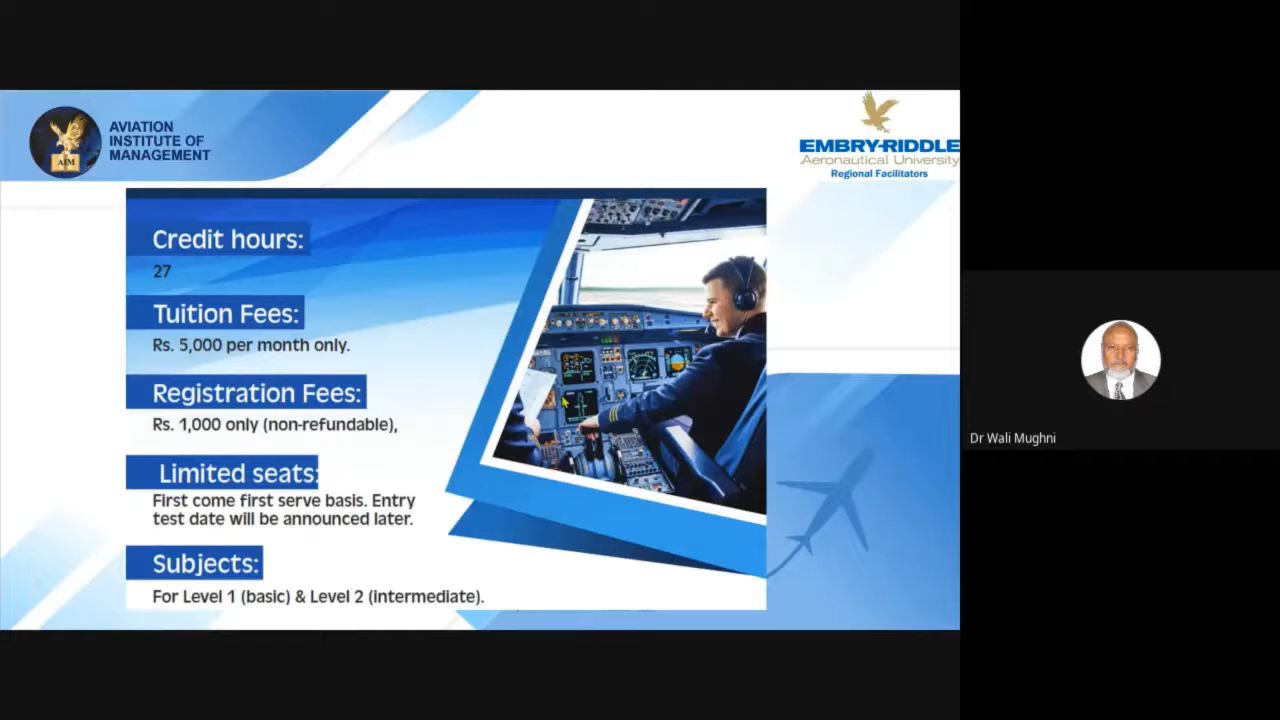 AVIATION
INSTITUTE OF
MANAGEMENT
AIM
EMBRY-RIDDLE
Aeronautical University
Regional Facilitators
Credit hours:
27
Tuition Fees:
Rs. 5,000 per month only.
Registration Fees:
Rs. 1,000 only (non-refundable),
Limited seats:
First come first serve basis. Entry
test date will be announced later.
Subjects:
For Level 1 (basic) & Level 2 (intermediate).
Dr Wali Mughni